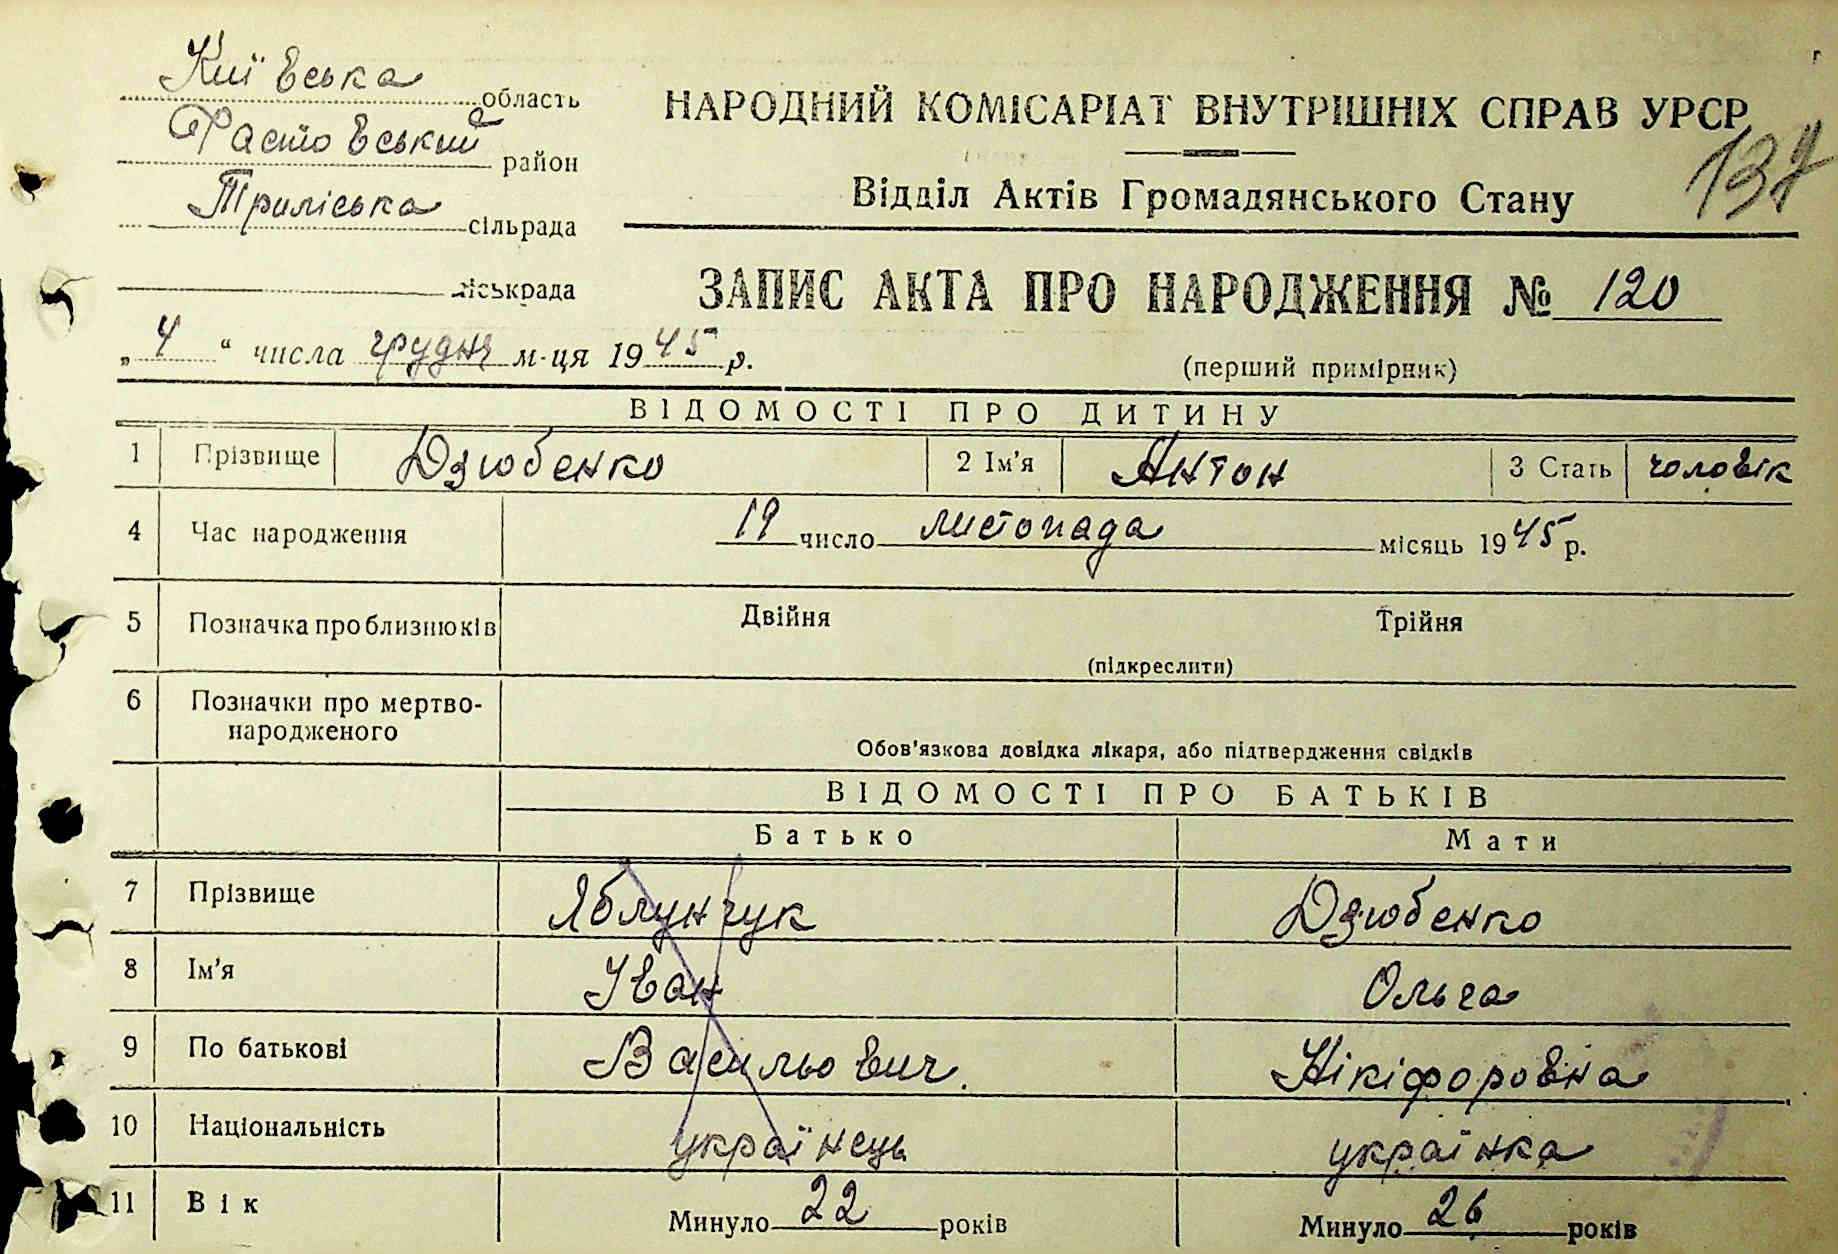 Київська область
Фастовський район
Триліська сільрада
міськрада
НАРОДНИЙ КОМІСАРІАТ ВНУТРІШНІХ СПРАВ УРСР
137
Відділ Актів Громадянського Стану
ЗАПИС АКТА ПРО НАРОДЖЕННЯ № 120
„ 4 “ числа грудня м-ця 1945 р.
(перший примірник)
ВІДОМОСТІ ПРО ДИТИНУ
1 Прізвище Дзюбенко 2 Ім'я Антон 3 Стать чоловік
4 Час народження 19 число листопада місяць 1945 р.
5 Позначка про близнюків Двійня Трійня
(підкреслити)
6 Позначки про мертво-
народженого
Обов'язкова довідка лікаря, або підтвердження свідків
ВІДОМОСТІ ПРО БАТЬКІВ
Батько Мати
7 Прізвище Яблунчук Дзюбенко
8 Ім'я Іван Ольга
9 По батькові Васильович. Нікіфоровна
10 Національність українець українка
11 Вік Минуло 22 років Минуло 26 років